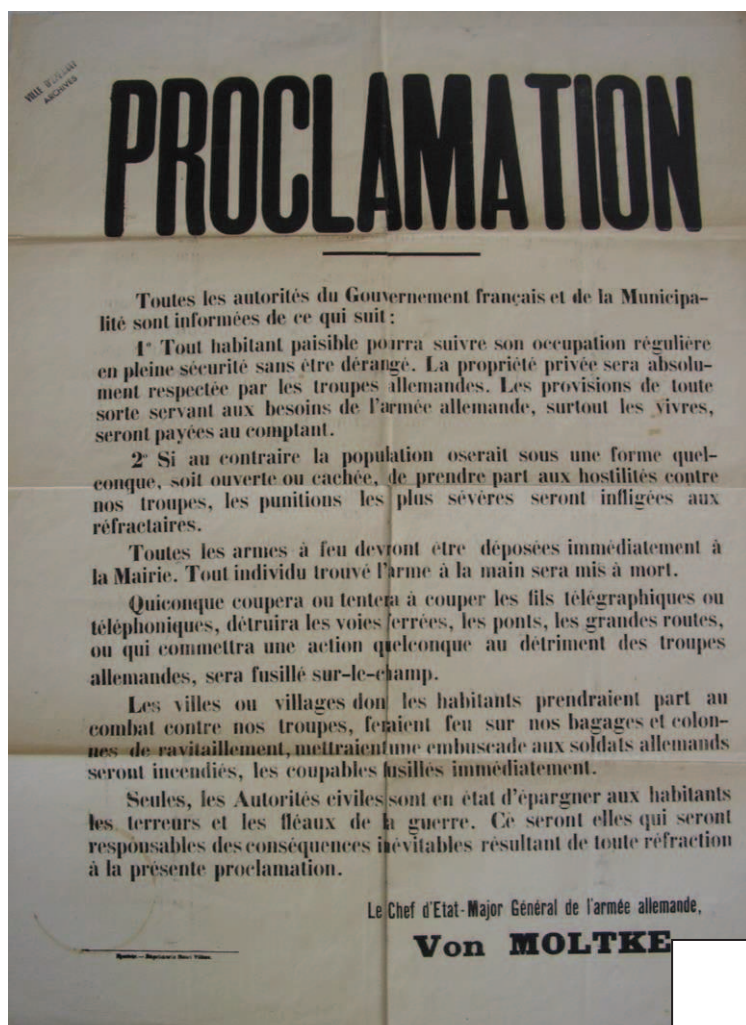 VILLE D'EPERNAY
ARCHIVES
PROCLAMATION
Toutes les autorités du Gouvernement français et de la Municipa-
lité sont informées de ce qui suit :
1° Tout habitant paisible pourra suivre son occupation régulière
en pleine sécurité sans être dérangé. La propriété privée sera absolu-
ment respectée par les troupes allemandes. Les provisions de toute
sorte servant aux besoins de l'armée allemande, surtout les vivres,
seront payées au comptant.
2° Si au contraire la population oserait sous une forme quel-
conque, soit ouverte ou cachée, de prendre part aux hostilités contre
nos troupes, les punitions les plus sévères seront infligées aux
réfractaires.
Toutes les armes à feu devront être déposées immédiatement à
la Mairie. Tout individu trouvé l'arme à la main sera mis à mort.
Quiconque coupera ou tentera à couper les fils télégraphiques ou
téléphoniques, détruira les voies ferrées, les ponts, les grandes routes,
ou qui commettra une action quelconque au détriment des troupes
allemandes, sera fusillé sur-le-champ.
Les villes ou villages dont les habitants prendraient part au
combat contre nos troupes, feraient feu sur nos bagages et colon-
nes de ravitaillement, mettraient une embuscade aux soldats allemands
seront incendiés, les coupables fusillés immédiatement.
Seules, les Autorités civiles sont en état d'épargner aux habitants
les terreurs et les fléaux de la guerre. Ce seront elles qui seront
responsables des conséquences inévitables résultant de toute réfraction
à la présente proclamation.
Le Chef d'Etat-Major Général de l'armée allemande,
Von MOLTKE